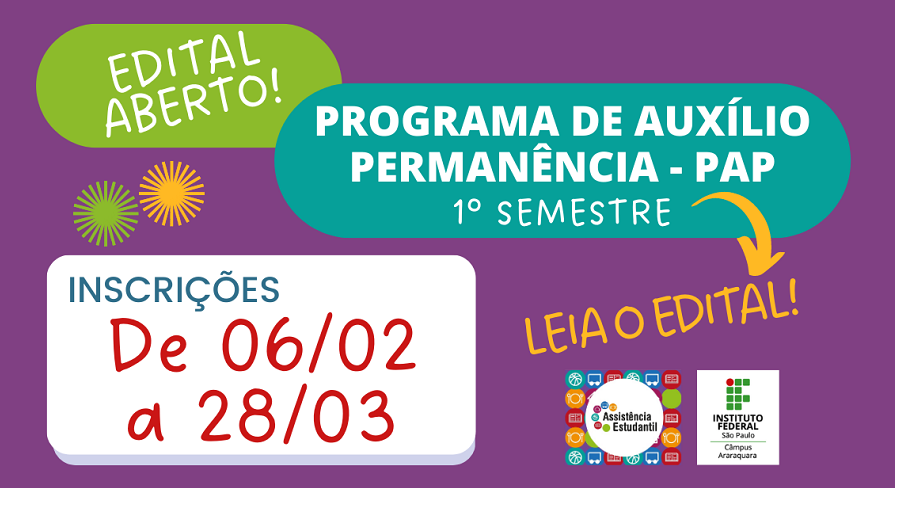 EDITAL
ABERTO!
PROGRAMA DE AUXÍLIO
PERMANÊNCIA - PAP
1º SEMESTRE
INSCRIÇÕES
De 06/02
a 28/03
LEIA O EDITAL!
Assistência
Estudantil
INSTITUTO
FEDERAL
São Paulo
Câmpus
Araraquara